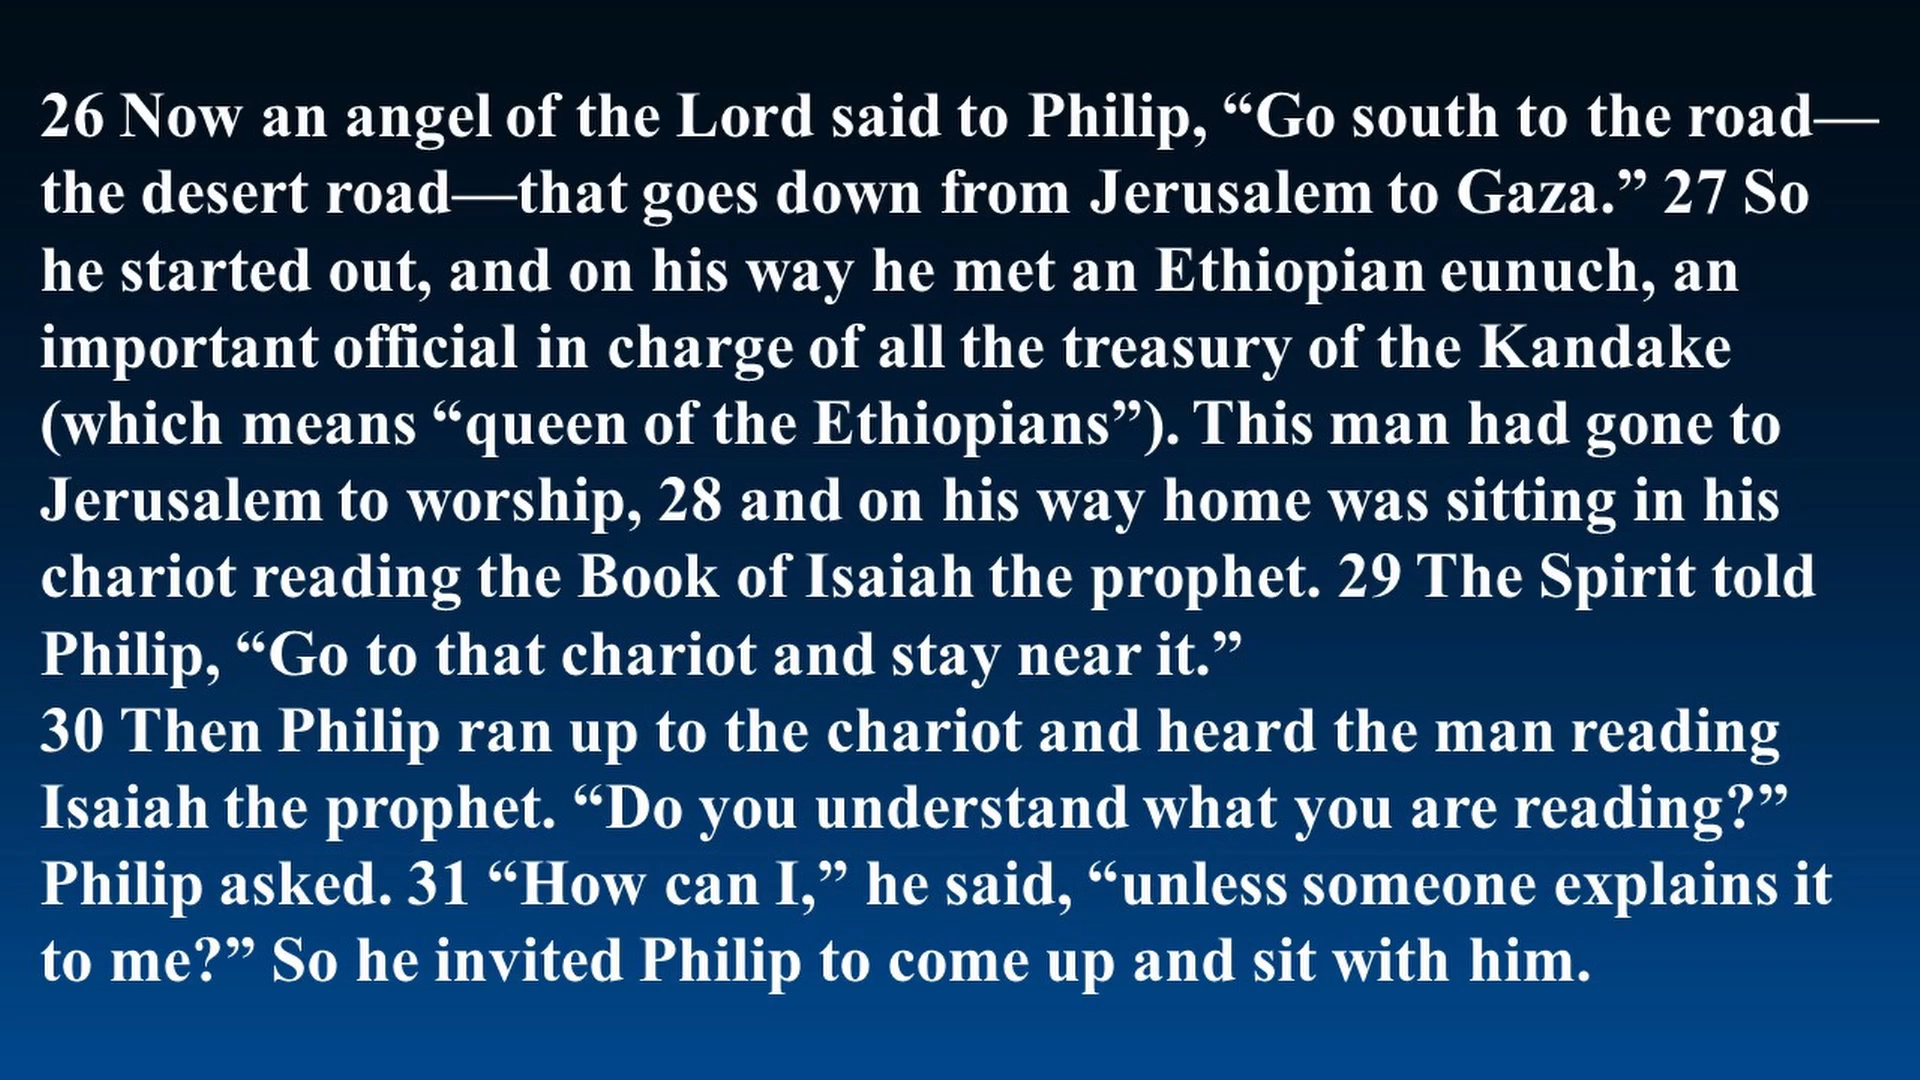 26 Now an angel of the Lord said to Philip, “Go south to the road—
the desert road—that goes down from Jerusalem to Gaza.” 27 So
he started out, and on his way he met an Ethiopian eunuch, an
important official in charge of all the treasury of the Kandake
(which means “queen of the Ethiopians”). This man had gone to
Jerusalem to worship, 28 and on his way home was sitting in his
chariot reading the Book of Isaiah the prophet. 29 The Spirit told
Philip, “Go to that chariot and stay near it.”
30 Then Philip ran up to the chariot and heard the man reading
Isaiah the prophet. “Do you understand what you are reading?”
Philip asked. 31 “How can I,” he said, “unless someone explains it
to me?” So he invited Philip to come up and sit with him.